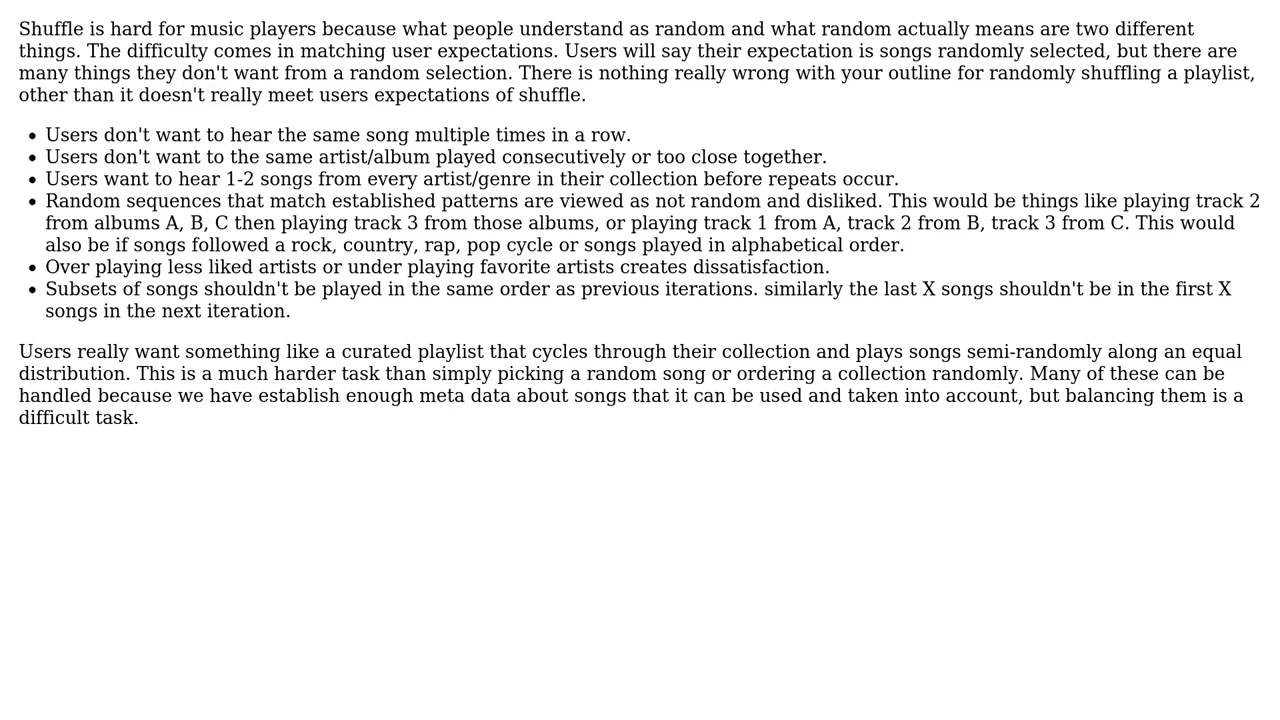 Shuffle is hard for music players because what people understand as random and what random actually means are two different
things. The difficulty comes in matching user expectations. Users will say their expectation is songs randomly selected, but there are
many things they don't want from a random selection. There is nothing really wrong with your outline for randomly shuffling a playlist,
other than it doesn't really meet users expectations of shuffle.
• Users don't want to hear the same song multiple times in a row.
• Users don't want to the same artist/album played consecutively or too close together.
• Users want to hear 1-2 songs from every artist/genre in their collection before repeats occur.
• Random sequences that match established patterns are viewed as not random and disliked. This would be things like playing track 2
from albums A, B, C then playing track 3 from those albums, or playing track 1 from A, track 2 from B, track 3 from C. This would
also be if songs followed a rock, country, rap, pop cycle or songs played in alphabetical order.
• Over playing less liked artists or under playing favorite artists creates dissatisfaction.
• Subsets of songs shouldn't be played in the same order as previous iterations. similarly the last X songs shouldn't be in the first X
songs in the next iteration.
Users really want something like a curated playlist that cycles through their collection and plays songs semi-randomly along an equal
distribution. This is a much harder task than simply picking a random song or ordering a collection randomly. Many of these can be
handled because we have establish enough meta data about songs that it can be used and taken into account, but balancing them is a
difficult task.